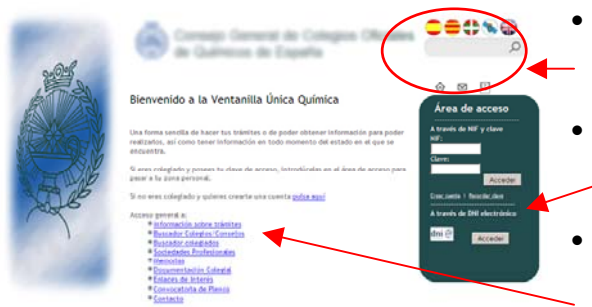 Consejo General de Colegios Oficiales
de Químicos de España
Bienvenido a la Ventanilla Única Química
Una forma sencilla de hacer tus trámites o de poder obtener información para poder
realizarlos, así como tener información en todo momento del estado en el que se
encuentra.
Si eres colegiado y posees tu clave de acceso, introdúcelas en el área de acceso para
pasar a tu zona personal.
Si no eres colegiado y quieres crearte una cuenta pulse aquí
Acceso general a:
Información sobre trámites
Buscador Colegios/Consejos
Buscador colegiados
Sociedades Profesionales
Memorias
Documentación Colegial
Enlaces de Interés
Convocatoria de Plenos
Contacto
Área de acceso
A través de NIF y clave
NIF:
Clave:
Acceder
Crear cuenta | Recordar clave
A través de DNI electrónico
dni e
Acceder